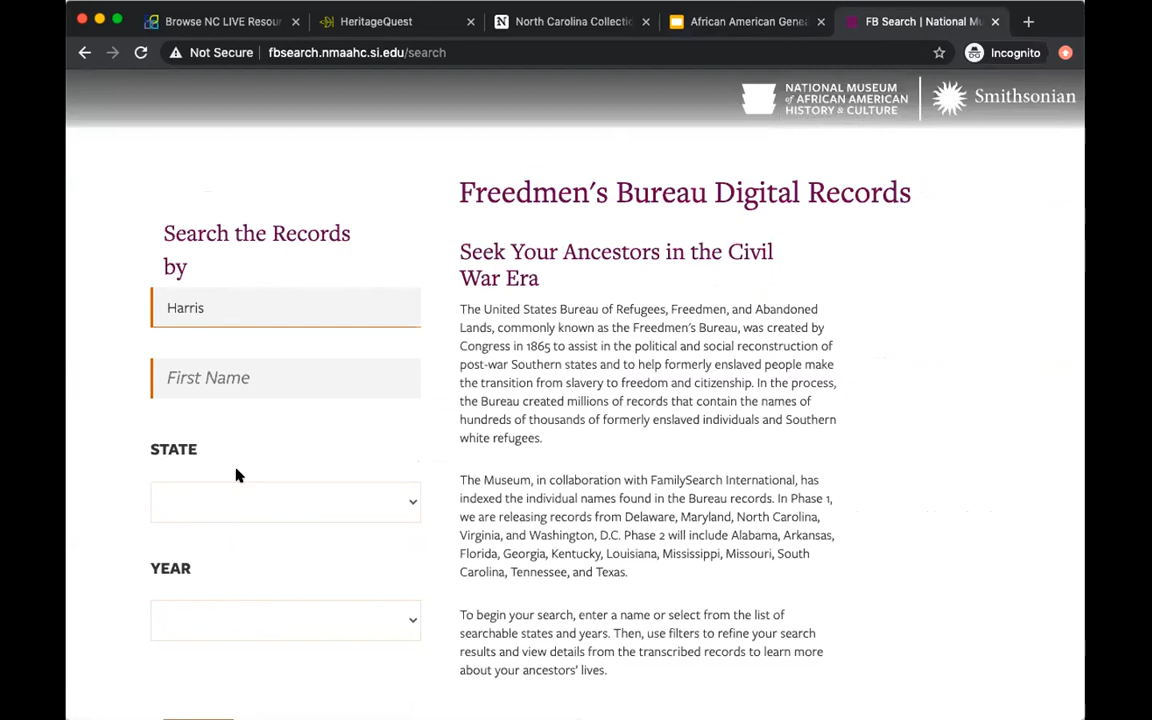 Browse NC LIVE Resour
HeritageQuest
North Carolina Collectio
African American Gene
FB Search | National Mu
Not Secure
fbsearch.nmaahc.si.edu/search
Incognito
NATIONAL MUSEUM
of AFRICAN AMERICAN
HISTORY & CULTURE
Smithsonian
Search the Records
by
Harris
First Name
STATE
YEAR
Freedmen's Bureau Digital Records
Seek Your Ancestors in the Civil
War Era
The United States Bureau of Refugees, Freedmen, and Abandoned
Lands, commonly known as the Freedmen's Bureau, was created by
Congress in 1865 to assist in the political and social reconstruction of
post-war Southern states and to help formerly enslaved people make
the transition from slavery to freedom and citizenship. In the process,
the Bureau created millions of records that contain the names of
hundreds of thousands of formerly enslaved individuals and Southern
white refugees.
The Museum, in collaboration with FamilySearch International, has
indexed the individual names found in the Bureau records. In Phase 1,
we are releasing records from Delaware, Maryland, North Carolina,
Virginia, and Washington, D.C. Phase 2 will include Alabama, Arkansas,
Florida, Georgia, Kentucky, Louisiana, Mississippi, Missouri, South
Carolina, Tennessee, and Texas.
To begin your search, enter a name or select from the list of
searchable states and years. Then, use filters to refine your search
results and view details from the transcribed records to learn more
about your ancestors' lives.